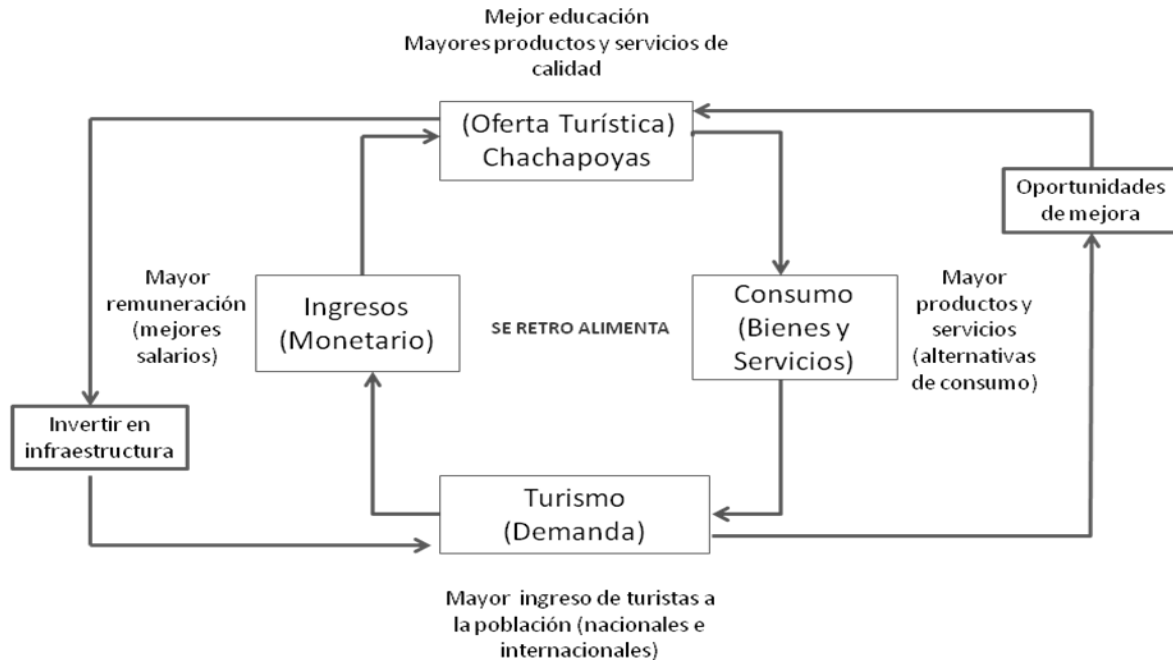 Mejor educación
Mayores productos y servicios de
calidad
(Oferta Turística)
Chachapoyas
Oportunidades
de mejora
Mayor
remuneración
(mejores
salarios)
Ingresos
(Monetario)
SE RETRO ALIMENTA
Consumo
(Bienes y
Servicios)
Mayor
productos y
servicios
(alternativas
de consumo)
Invertir en
infraestructura
Turismo
(Demanda)
Mayor ingreso de turistas a
la población (nacionales e
internacionales)